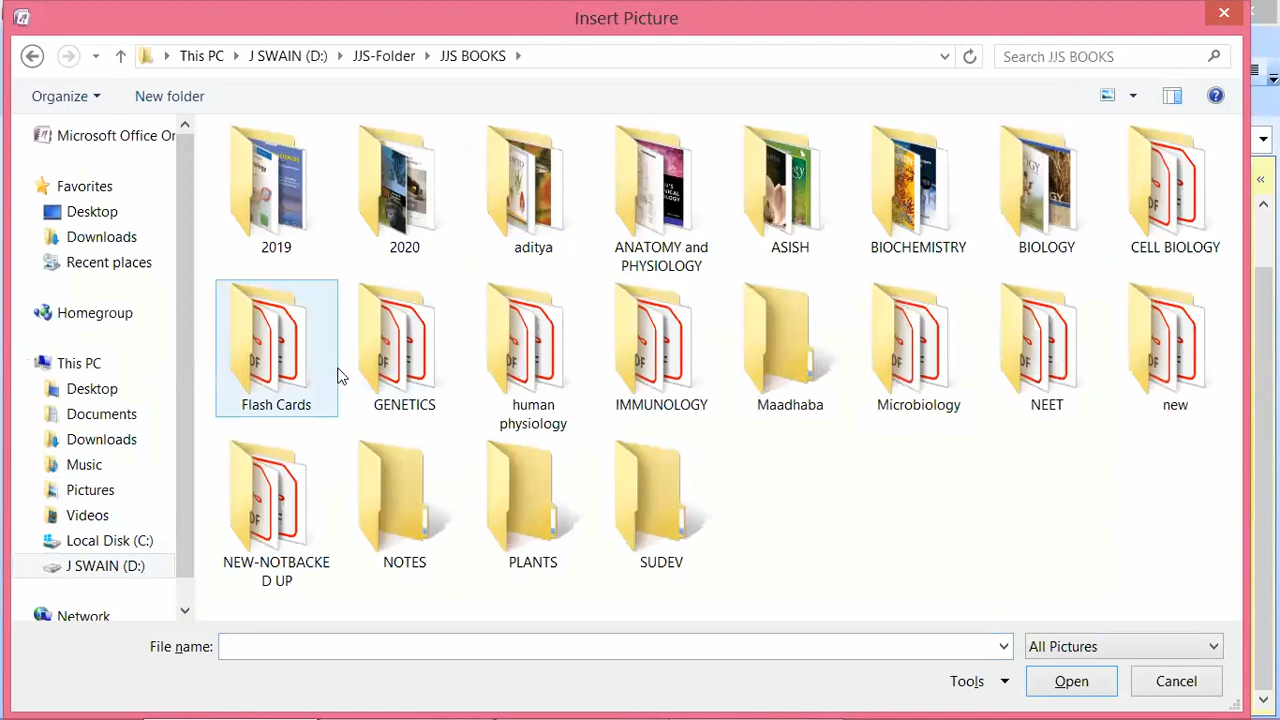 Insert Picture
This PC
J SWAIN (D:)
JJS-Folder
JJS BOOKS
Search JJS BOOKS
Organize
New folder
Microsoft Office On
Favorites
Desktop
Downloads
Recent places
Homegroup
This PC
Desktop
Documents
Downloads
Music
Pictures
Videos
Local Disk (C:)
J SWAIN (D:)
Network
2019
2020
aditya
ANATOMY and
PHYSIOLOGY
ASISH
BIOCHEMISTRY
BIOLOGY
CELL BIOLOGY
Flash Cards
GENETICS
human
physiology
IMMUNOLOGY
Maadhaba
Microbiology
NEET
new
NEW-NOTBACKE
D UP
NOTES
PLANTS
SUDEV
File name:
All Pictures
Tools
Open
Cancel